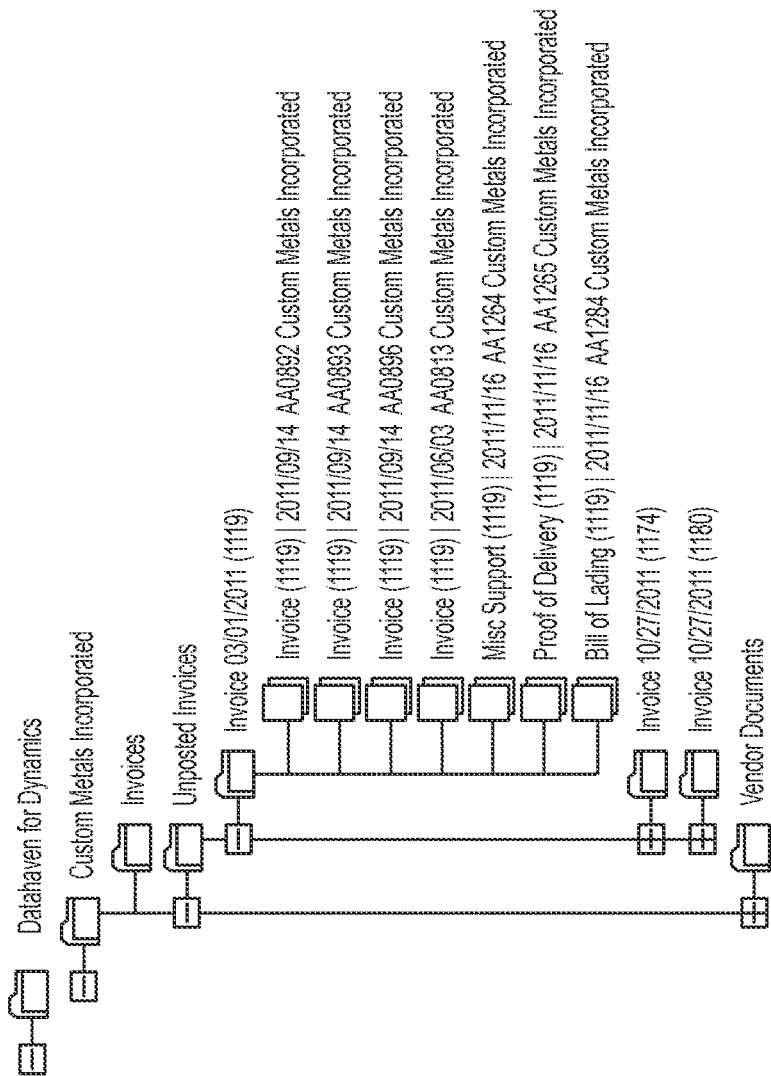 Datahaven for Dynamics
Custom Metals Incorporated
Invoices
Unposted Invoices
Invoice 03/01/2011 (1119)
Invoice (1119) | 2011/09/14 AA0892 Custom Metals Incorporated
Invoice (1119) | 2011/09/14 AA0893 Custom Metals Incorporated
Invoice (1119) | 2011/09/14 AA0896 Custom Metals Incorporated
Invoice (1119) | 2011/06/03 AA0813 Custom Metals Incorporated
Misc Support (1119) | 2011/11/16 AA1264 Custom Metals Incorporated
Proof of Delivery (1119) | 2011/11/16 AA1265 Custom Metals Incorporated
Bill of Lading (1119) | 2011/11/16 AA1284 Custom Metals Incorporated
Invoice 10/27/2011 (1174)
Invoice 10/27/2011 (1180)
Vendor Documents